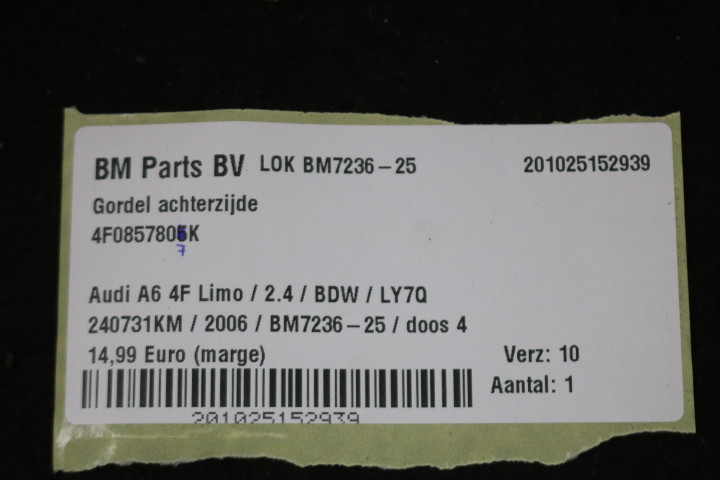 BM Parts BV LOK BM7236-25 201025152939
Gordel achterzijde
4F0857805K
7
Audi A6 4F Limo / 2.4 / BDW / LY7Q
240731KM / 2006 / BM7236-25 / doos 4
14,99 Euro (marge) Verz: 10
Aantal: 1
201025152939